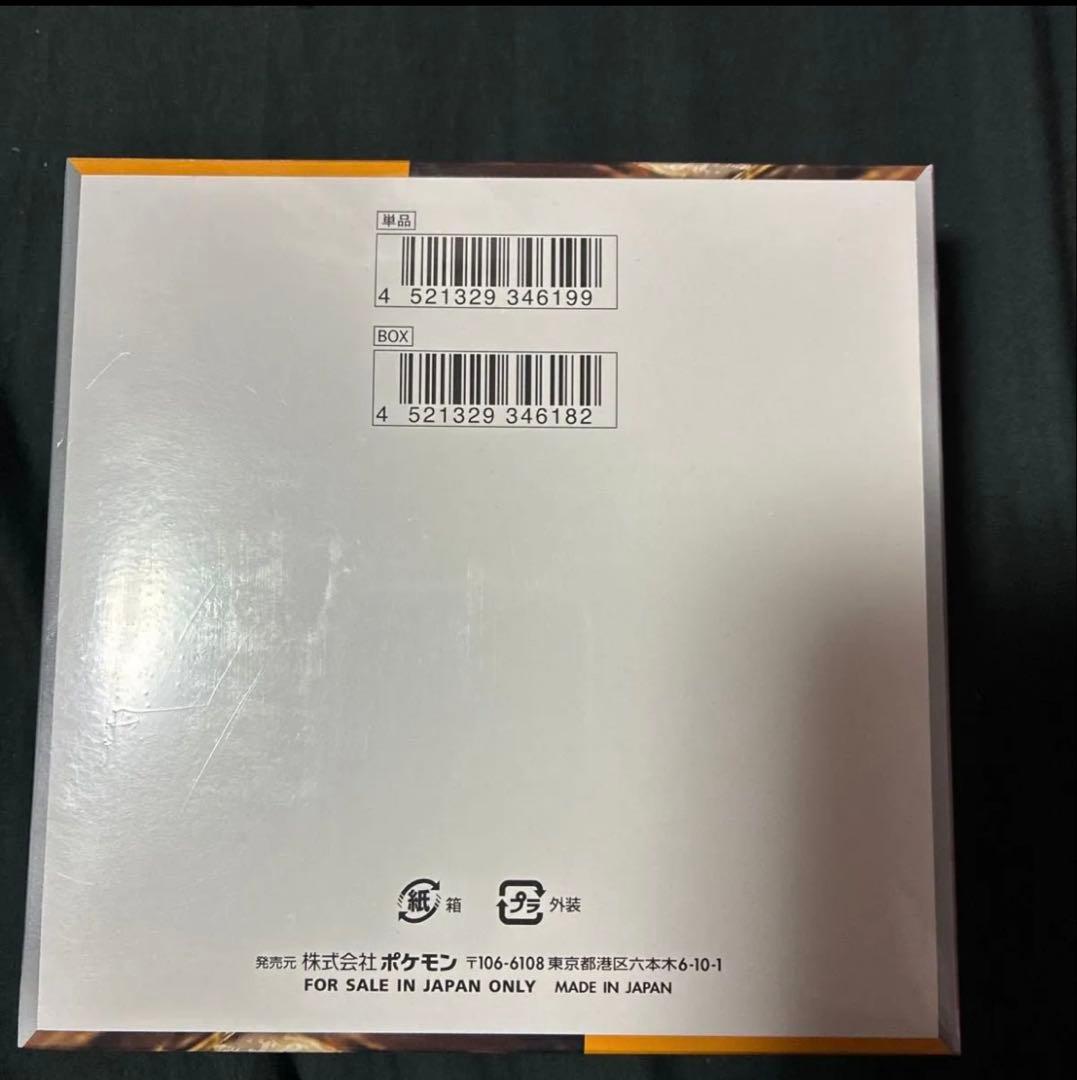 単品
4 521329 346199
BOX
4 521329 346182
紙 箱 プラ 外装
発売元 株式会社ポケモン 〒106-6108 東京都港区六本木6-10-1
FOR SALE IN JAPAN ONLY MADE IN JAPAN